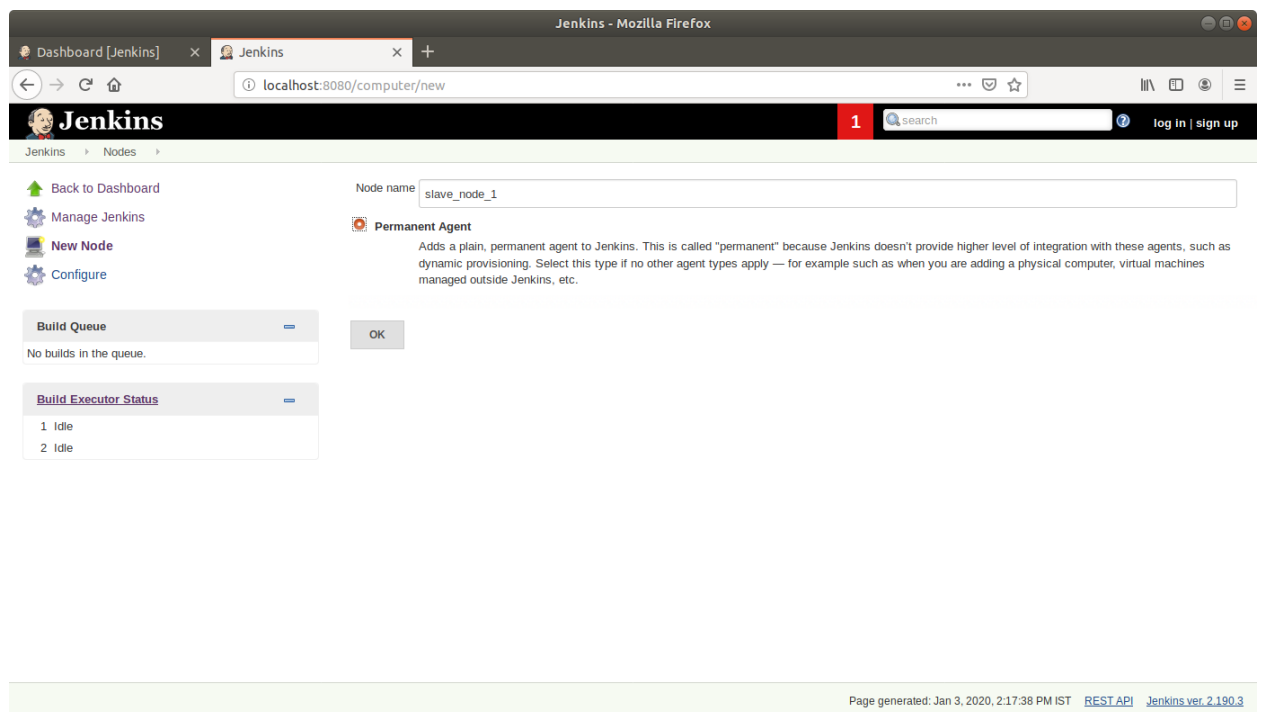 Jenkins - Mozilla Firefox
Dashboard [Jenkins]
Jenkins
localhost:8080/computer/new
Jenkins
1
search
log in | sign up
Jenkins
Nodes
Back to Dashboard
Manage Jenkins
New Node
Configure
Build Queue
No builds in the queue.
Build Executor Status
1 Idle
2 Idle
Node name
slave_node_1
Permanent Agent
Adds a plain, permanent agent to Jenkins. This is called "permanent" because Jenkins doesn't provide higher level of integration with these agents, such as
dynamic provisioning. Select this type if no other agent types apply — for example such as when you are adding a physical computer, virtual machines
managed outside Jenkins, etc.
OK
Page generated: Jan 3, 2020, 2:17:38 PM IST
REST API
Jenkins ver. 2.190.3